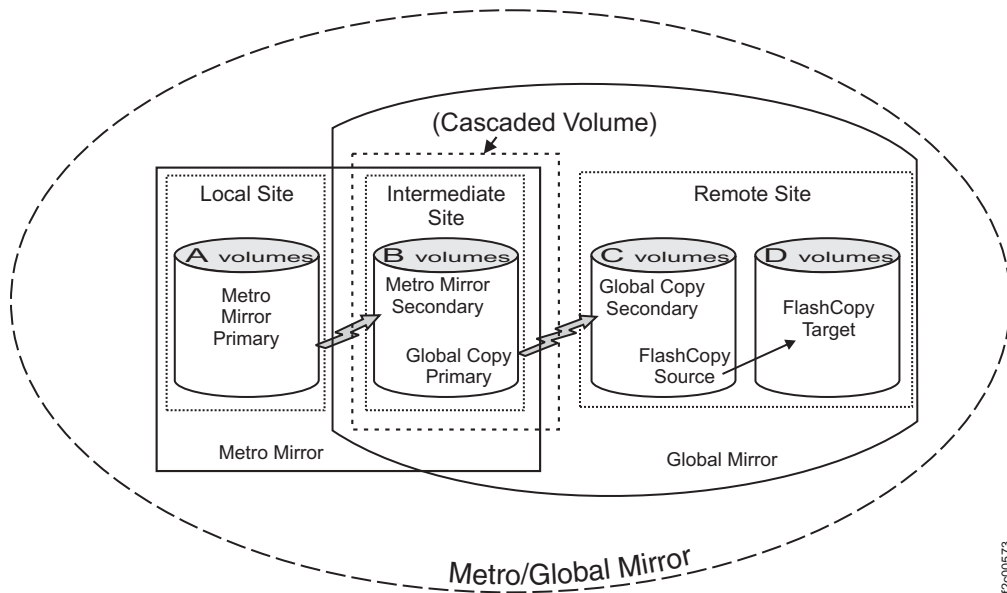 (Cascaded Volume)
Local Site
Intermediate
Site
Remote Site
A volumes
B volumes
C volumes
D volumes
Metro
Mirror
Primary
Metro Mirror
Secondary
Global Copy
Primary
Global Copy
Secondary
FlashCopy
Source
FlashCopy
Target
Metro Mirror
Global Mirror
Metro/Global Mirror
f2c00573